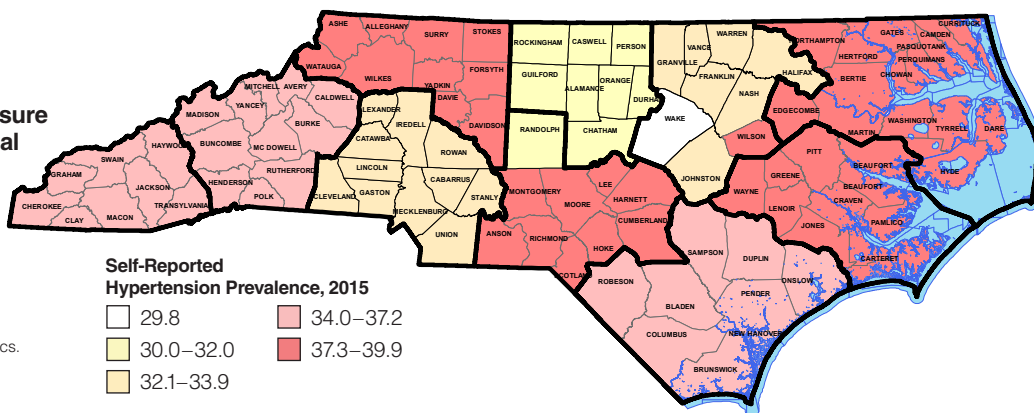 sure
al
cs.
ASHE
ALLEGHANY
SURRY
STOKES
WATAUGA
WILKES
YADKIN
FORSYTH
DAVIE
DAVIDSON
ROCKINGHAM
CASWELL
PERSON
GUILFORD
ALAMANCE
ORANGE
DURHA
RANDOLPH
CHATHAM
GRANVILLE
VANCE
WARREN
FRANKLIN
HALIFAX
NASH
WAKE
JOHNSTON
WILSON
EDGECOMBE
NORTHAMPTON
HERTFORD
GATES
CURRITUCK
CAMDEN
PASQUOTANK
PERQUIMANS
CHOWAN
BERTIE
MARTIN
WASHINGTON
TYRRELL
DARE
HYDE
PITT
BEAUFORT
BEAUFORT
GREENE
WAYNE
LENOIR
CRAVEN
PAMLICO
JONES
CARTERET
MITCHELL
AVERY
CALDWELL
YANCEY
MADISON
BURKE
BUNCOMBE
MC DOWELL
HAYWOO
SWAIN
GRAHAM
JACKSON
HENDERSON
RUTHERFORD
POLK
TRANSYLVANIA
CHEROKEE
CLAY
MACON
ALEXANDER
IREDELL
CATAWBA
ROWAN
LINCOLN
CABARRUS
CLEVELAND
GASTON
STANLY
MECKLENBURG
UNION
MONTGOMERY
MOORE
LEE
HARNETT
CUMBERLAND
ANSON
RICHMOND
HOKE
COTLAN
SAMPSON
DUPLIN
ONSLOW
ROBESON
BLADEN
PENDER
COLUMBUS
NEW HANOVER
BRUNSWICK
Self-Reported
Hypertension Prevalence, 2015
29.8
30.0–32.0
32.1–33.9
34.0–37.2
37.3–39.9